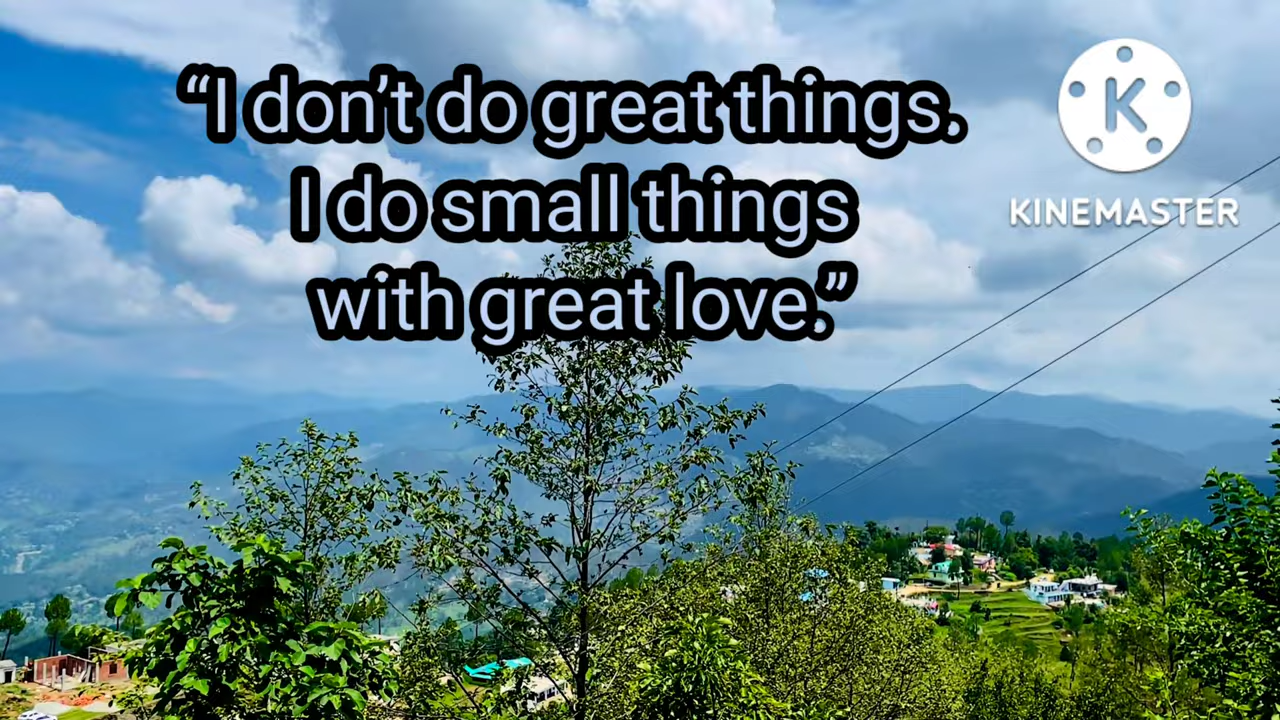 “I don’t do great things.
I do small things
with great love.”
K
KINEMASTER